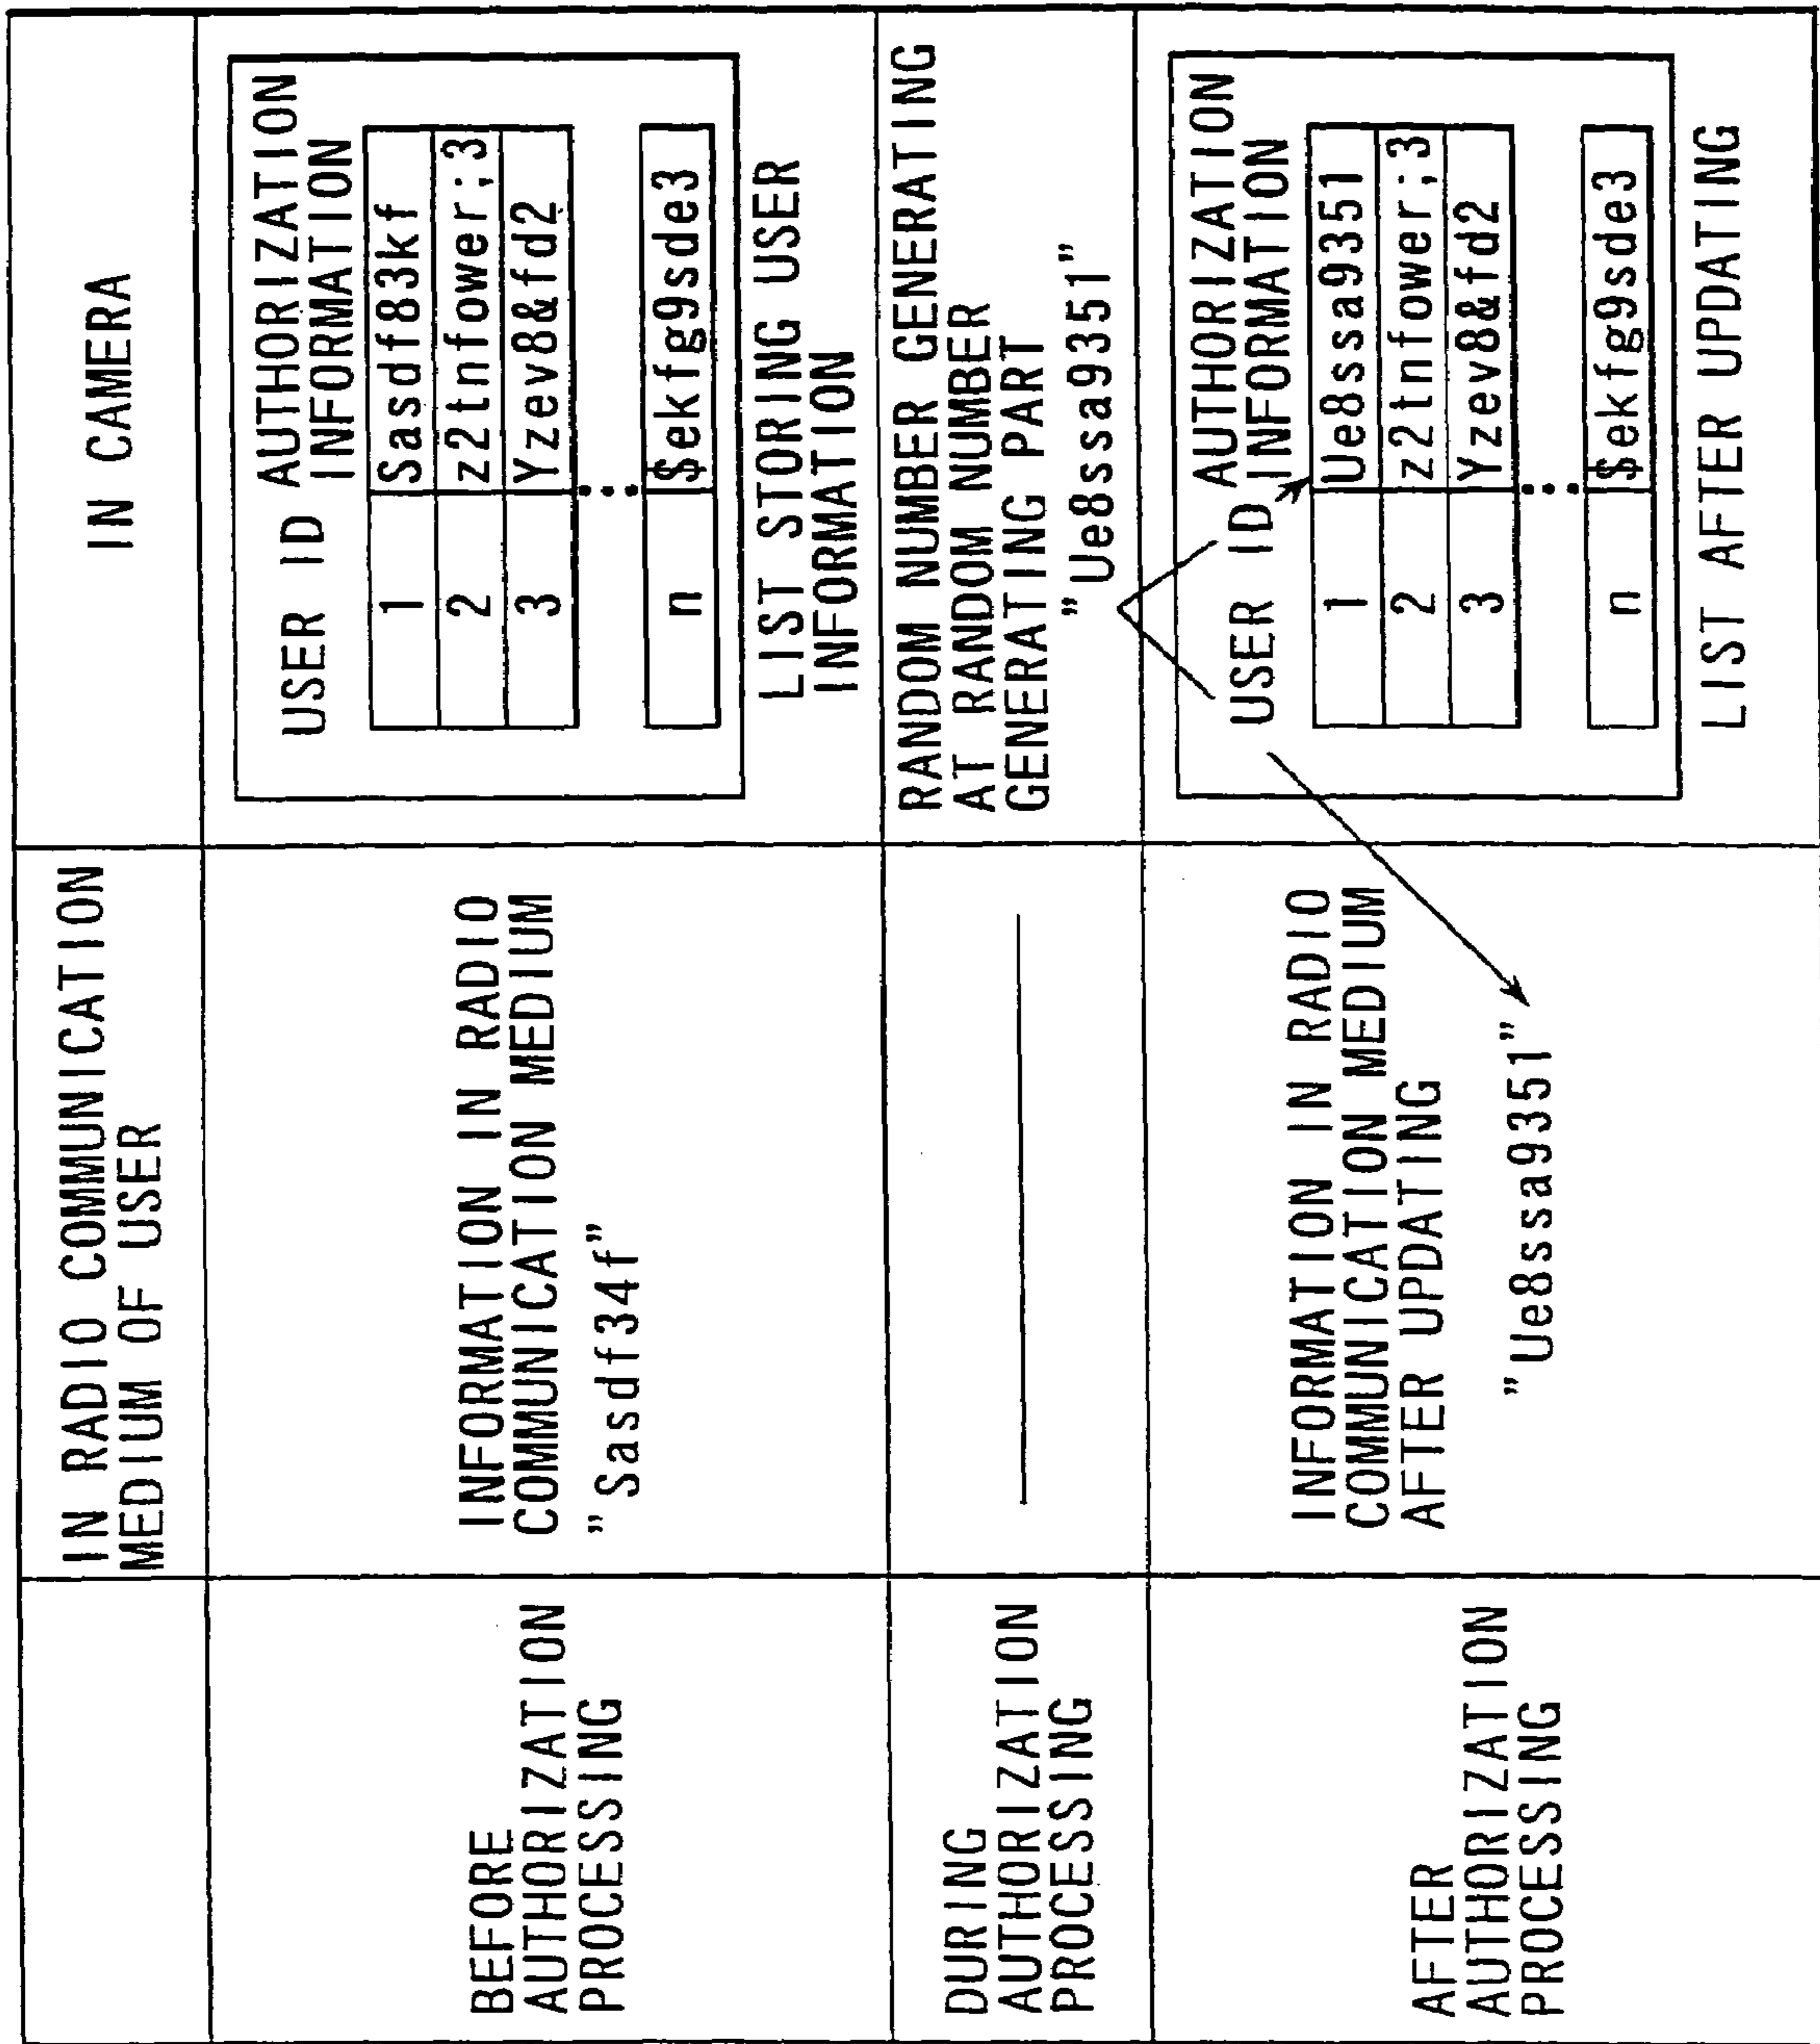 IN RADIO COMMUNICATION
MEDIUM OF USER
IN CAMERA
BEFORE
AUTHORIZATION
PROCESSING
INFORMATION IN RADIO
COMMUNICATION MEDIUM
"Sasdf34f"
USER ID
AUTHORIZATION
INFORMATION
1 Sasdf83kf
2 z2tnfower;3
3 Yzev8&fd2
n $ekfg9sde3
LIST STORING USER
INFORMATION
DURING
AUTHORIZATION
PROCESSING
RANDOM NUMBER GENERATING
AT RANDOM NUMBER
GENERATING PART
"Ue8ssa9351"
AFTER
AUTHORIZATION
PROCESSING
INFORMATION IN RADIO
COMMUNICATION MEDIUM
AFTER UPDATING
"Ue8ssa9351"
USER ID
AUTHORIZATION
INFORMATION
1 Ue8ssa9351
2 z2tnfower;3
3 Yzev8&fd2
n $ekfg9sde3
LIST AFTER UPDATING